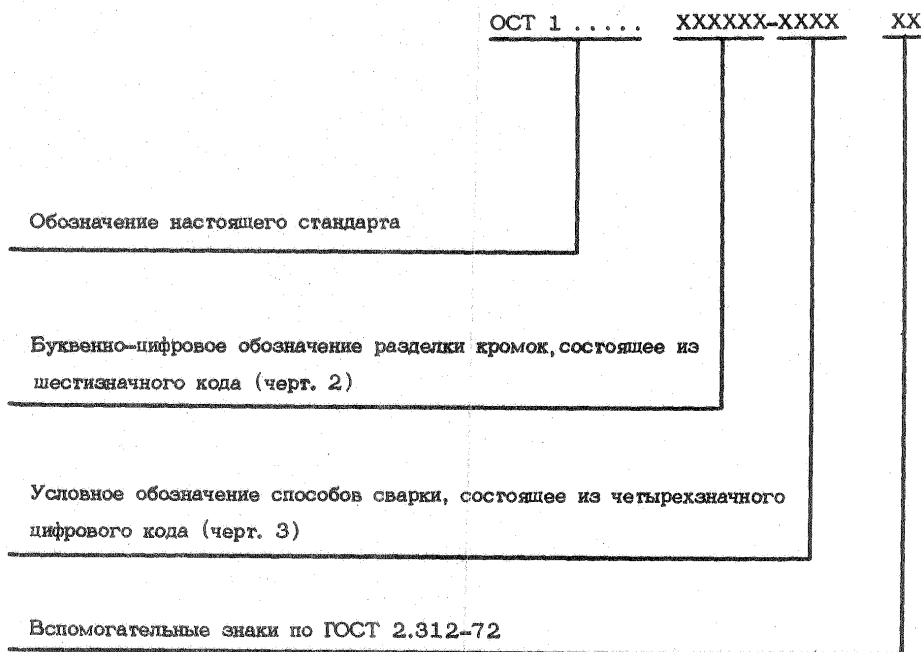 ОСТ 1 ..... XXXXXX-XXXX XX
Обозначение настоящего стандарта
Буквенно-цифровое обозначение разделки кромок, состоящее из
шестизначного кода (черт. 2)
Условное обозначение способов сварки, состоящее из четырехзначного
цифрового кода (черт. 3)
Вспомогательные знаки по ГОСТ 2.312-72